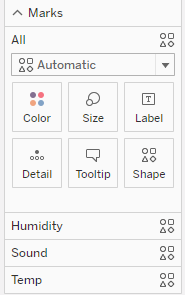 Marks
All
Automatic
Color Size Label
Detail Tooltip Shape
Humidity
Sound
Temp